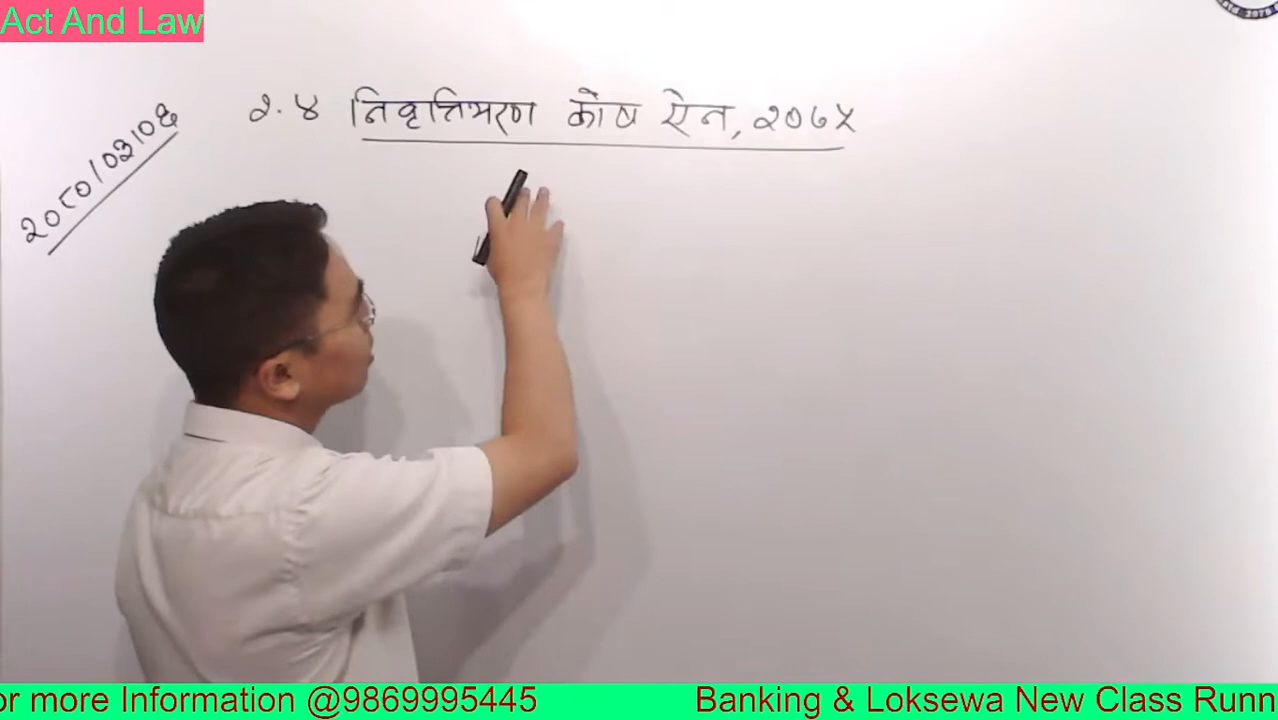 Act And Law
२.४ निवृत्तिभरण कोष ऐन, २०७५
२०८०/०३/०६
or more Information @9869995445 Banking & Loksewa New Class Runn